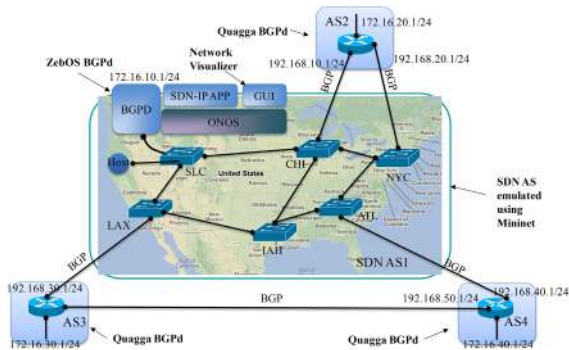 Quagga BGPd
AS2
172.16.20.1/24
192.168.10.1/24
192.168.20.1/24
ZebOS BGPd
Network
Visualizer
172.16.10.1/24
BGP
BGP
BGPD
SDN-IP APP
GUI
ONOS
Host
SLC
United States
CHI
NYC
SDN AS
emulated
using
Mininet
LAX
IAH
ATL
SDN AS1
BGP
BGP
192.168.30.1/24
192.168.50.1/24
192.168.40.1/24
AS3
BGP
AS4
172.16.30.1/24
Quagga BGPd
Quagga BGPd
172.16.40.1/24